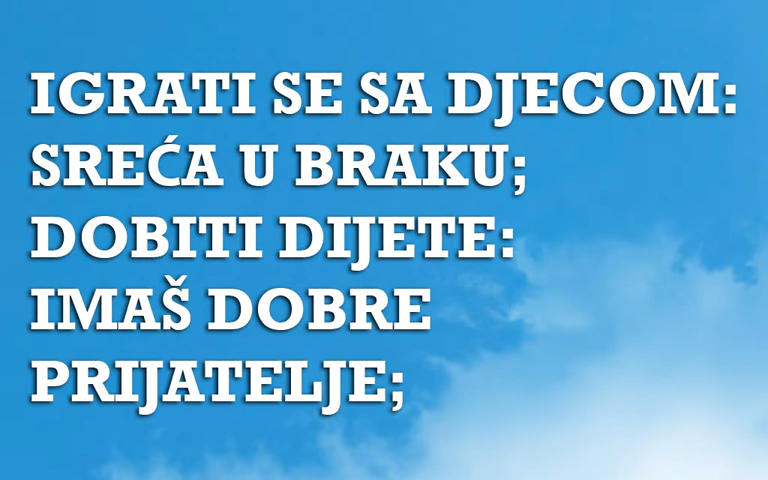 IGRATI SE SA DJECOM:
SREĆA U BRAKU;
DOBITI DIJETE:
IMAŠ DOBRE
PRIJATELJE;